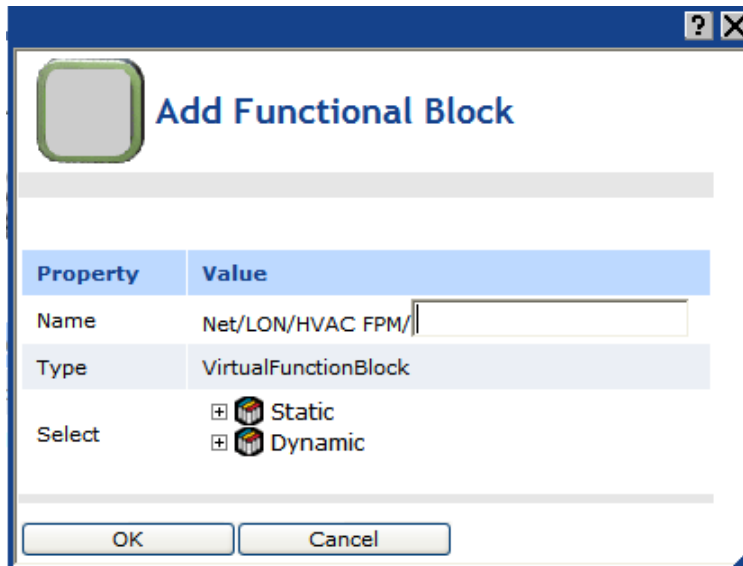 ?
Add Functional Block
Property Value
Name Net/LON/HVAC FPM/
Type VirtualFunctionBlock
Select
Static
Dynamic
OK Cancel